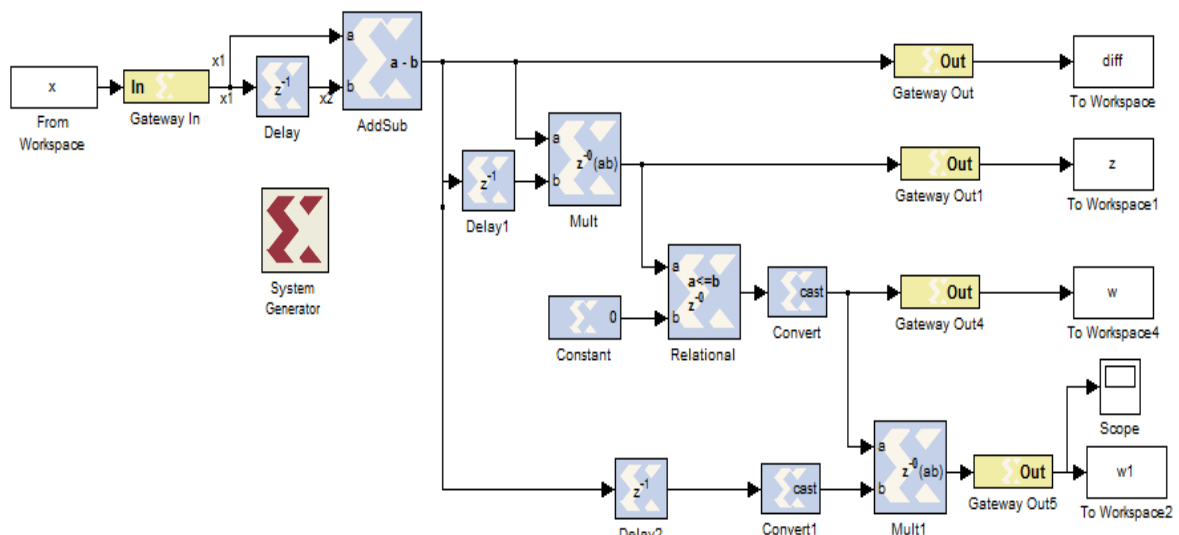 x
From
Workspace
In
Gateway In
x1
x1
z-1
Delay
x2
a
b
a - b
AddSub
Out
Gateway Out
diff
To Workspace
z-1
Delay1
a
b
z-0(ab)
Mult
Out
Gateway Out1
z
To Workspace1
System
Generator
0
Constant
a
b
a<=b
z-0
Relational
cast
Convert
Out
Gateway Out4
w
To Workspace4
Scope
z-1
Delay2
cast
Convert1
a
b
z-0(ab)
Mult1
Out
Gateway Out5
w1
To Workspace2